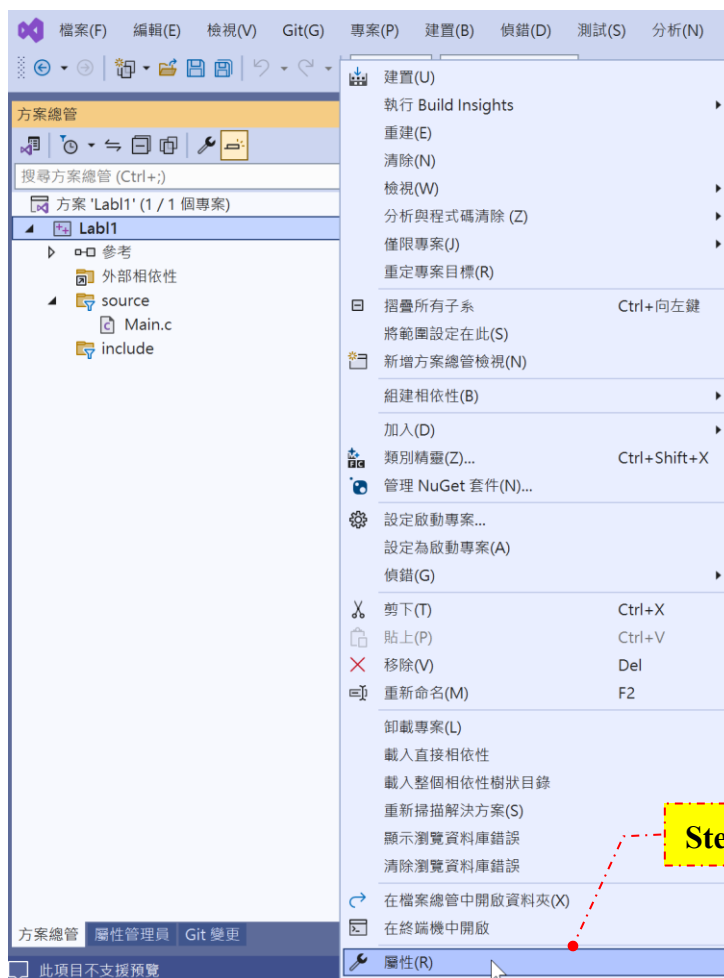 檔案(F) 編輯(E) 檢視(V) Git(G) 專案(P) 建置(B) 偵錯(D) 測試(S) 分析(N)
方案總管
搜尋方案總管 (Ctrl+;)
方案 'Labl1' (1 / 1 個專案)
Labl1
參考
外部相依性
source
Main.c
include
建置(U)
執行 Build Insights
重建(E)
清除(N)
檢視(W)
分析與程式碼清除 (Z)
僅限專案(J)
重定專案目標(R)
摺疊所有子系 Ctrl+向左鍵
將範圍設定在此(S)
新增方案總管檢視(N)
組建相依性(B)
加入(D)
類別精靈(Z)... Ctrl+Shift+X
管理 NuGet 套件(N)...
設定啟動專案...
設定為啟動專案(A)
偵錯(G)
剪下(T) Ctrl+X
貼上(P) Ctrl+V
移除(V) Del
重新命名(M) F2
卸載專案(L)
載入直接相依性
載入整個相依性樹狀目錄
重新掃描解決方案(S)
顯示瀏覽資料庫錯誤
清除瀏覽資料庫錯誤
在檔案總管中開啟資料夾(X)
在終端機中開啟
屬性(R)
Ste
方案總管 屬性管理員 Git 變更
此項目不支援預覽